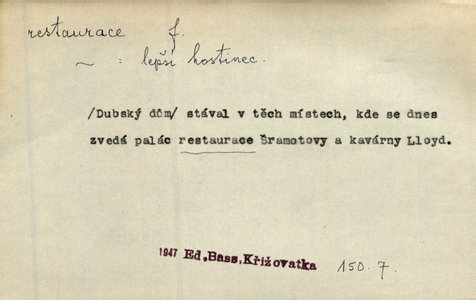 restaurace f.
~ : lepší hostinec.
/Dubský dům/ stával v těch místech, kde se dnes
zvedá palác restaurace Šramotovy a kavárny Lloyd.
1947 Ed. Bass, Křižovatka 150. 7.